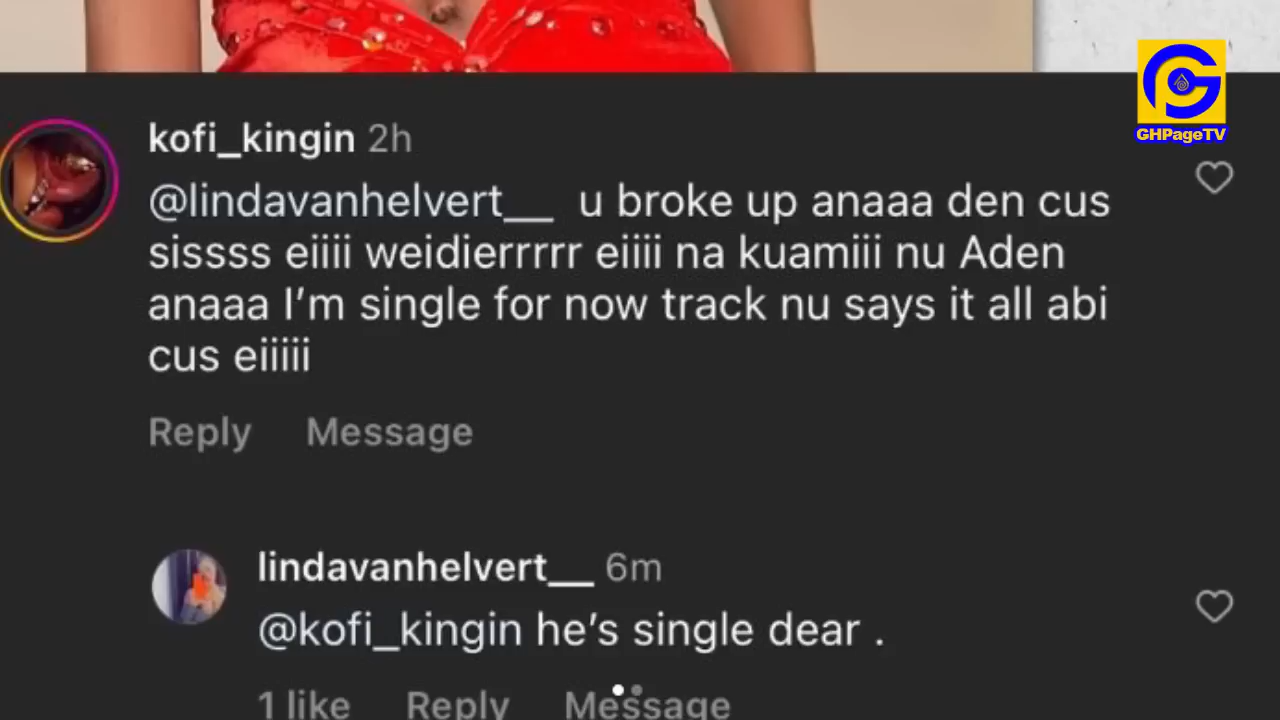 GHPageTV
kofi_kingin 2h
@lindavanhelvert__ u broke up anaaa den cus
sissss eiiii weidierrrrr eiiii na kuamiii nu Aden
anaaa I’m single for now track nu says it all abi
cus eiiiii
Reply Message
lindavanhelvert__ 6m
@kofi_kingin he’s single dear .
1 like Reply Message